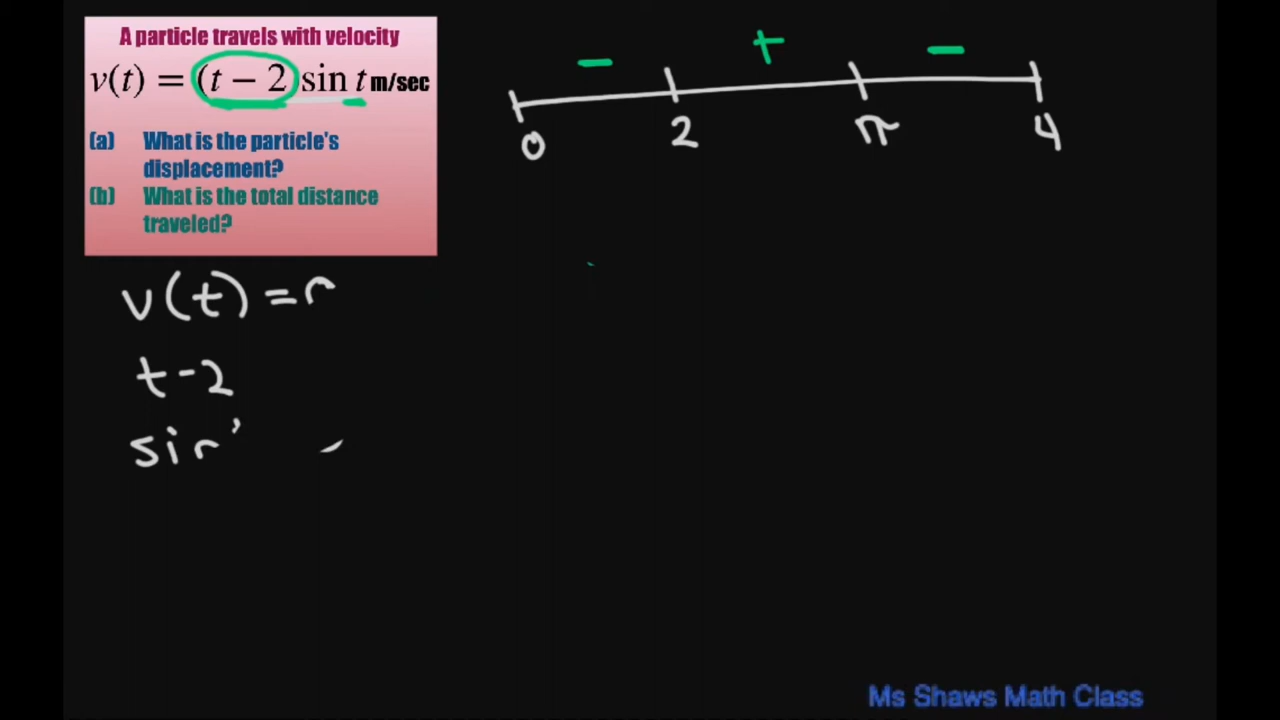 A particle travels with velocity
v(t) = (t − 2) sin t m/sec
(a) What is the particle's
displacement?
(b) What is the total distance
traveled?
− + −
0 2 π 4
v(t) =
t - 2
sin
Ms Shaws Math Class